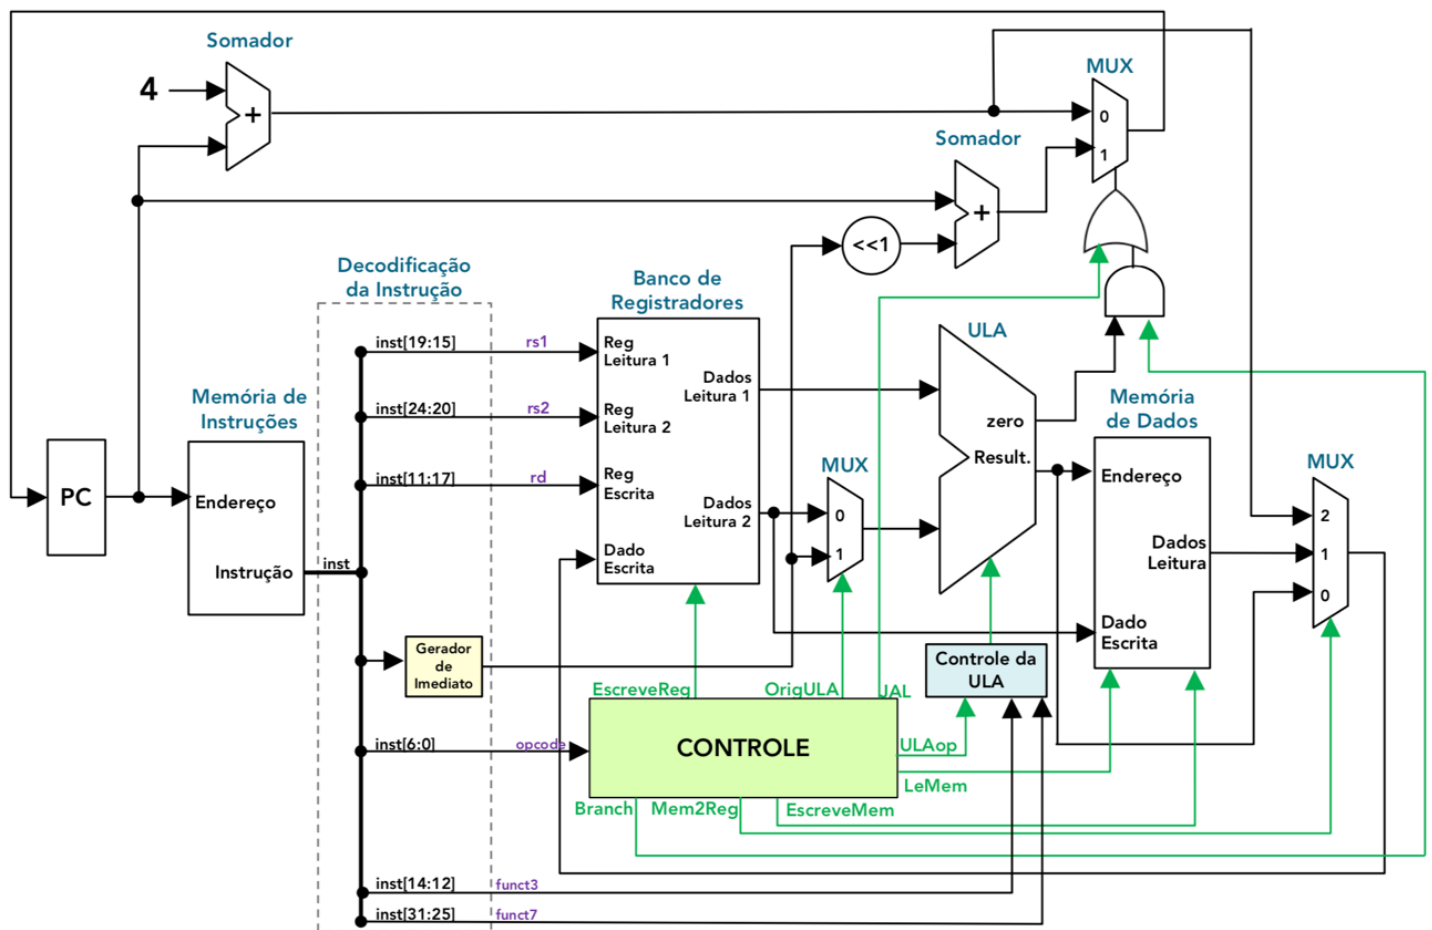 Somador
4
+
MUX
0
1
Somador
+
<<1
Decodificação
da Instrução
Banco de
Registradores
ULA
inst[19:15]
rs1
Reg
Leitura 1
Dados
Leitura 1
Memória de
Instruções
inst[24:20]
rs2
Reg
Leitura 2
zero
Memória
de Dados
Result.
MUX
MUX
PC
Endereço
inst[11:17]
rd
Reg
Escrita
Dados
Leitura 2
0
1
Endereço
2
1
0
Dados
Leitura
Instrução
inst
Dado
Escrita
Dado
Escrita
Gerador
de
Imediato
Controle da
ULA
EscreveReg
OrigULA
JAL
inst[6:0]
opcode
CONTROLE
ULAop
LeMem
Branch
Mem2Reg
EscreveMem
inst[14:12]
funct3
inst[31:25]
funct7